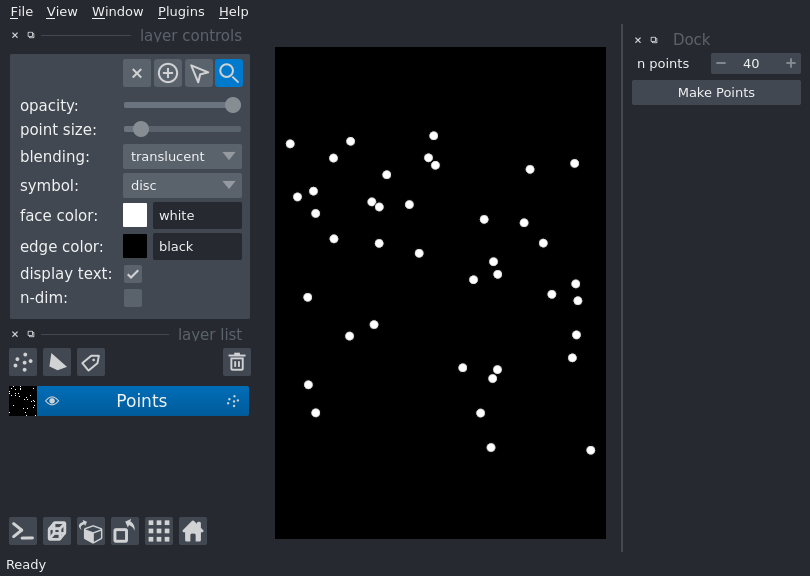 File View Window Plugins Help
layer controls
opacity:
point size:
blending: translucent
symbol: disc
face color: white
edge color: black
display text:
n-dim:
layer list
Points
Ready
Dock
n points 40
Make Points